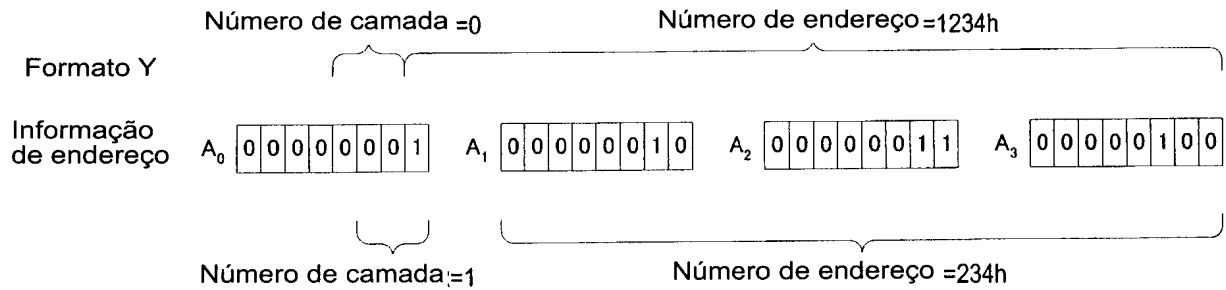 Número de camada =0 Número de endereço =1234h
Formato Y
Informação
de endereço A0 0 0 0 0 0 0 0 1 A1 0 0 0 0 0 0 1 0 A2 0 0 0 0 0 0 1 1 A3 0 0 0 0 0 1 0 0
Número de camada =1 Número de endereço =234h